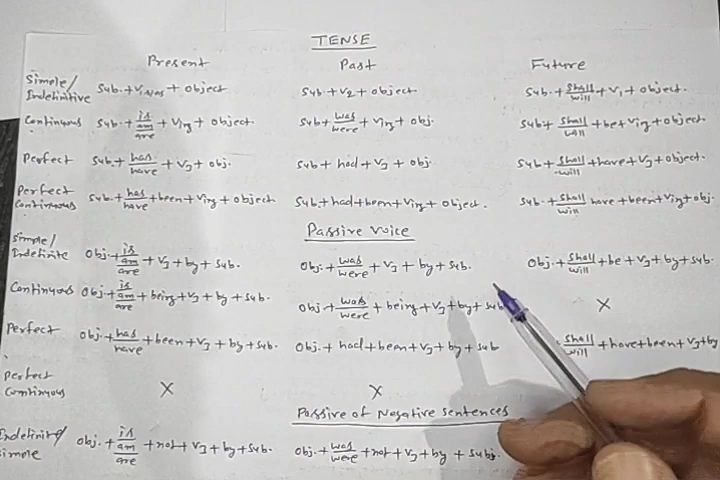 TENSE
Present Past Future
Simple/ Indefinitive Sub. + V1 + object Sub + V2 + object Sub. + shall/will + V1 + object.
Continuous Sub. + is/am/are + Ving + object. Sub + was/were + Ving + obj. Sub + shall/will + be + Ving + object
Perfect Sub. + has/have + V3 + obj. Sub + had + V3 + obj Sub + shall/will + have + V3 + object.
Perfect Continuous Sub. + has/have + been + Ving + object Sub. + had + been + Ving + object. Sub. + shall/will have + been + Ving + obj.
Passive voice
Simple/ Indefinite Obj. + is/am/are + V3 + by + sub. Obj. + was/were + V3 + by + sub. Obj. + shall/will + be + V3 + by + sub.
Continuous Obj + is/am/are + being + V3 + by + sub. Obj + was/were + being + V3 + by + sub X
Perfect Obj. + has/have + been + V3 + by + sub. Obj. + had + been + V3 + by + sub shall/will + have + been + V3 + by
Perfect Continuous X X
Passive of Negative sentences
Indefinite/ simple obj. + is/am/are + not + V3 + by + sub. Obj. + was/were + not + V3 + by + subj.